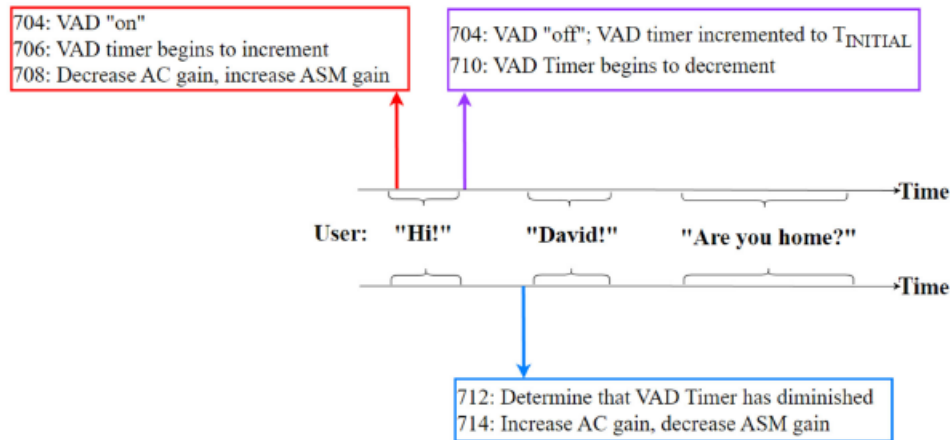 704: VAD "on"
706: VAD timer begins to increment
708: Decrease AC gain, increase ASM gain
704: VAD "off"; VAD timer incremented to TINITIAL
710: VAD Timer begins to decrement
Time
User: "Hi!" "David!" "Are you home?"
Time
712: Determine that VAD Timer has diminished
714: Increase AC gain, decrease ASM gain